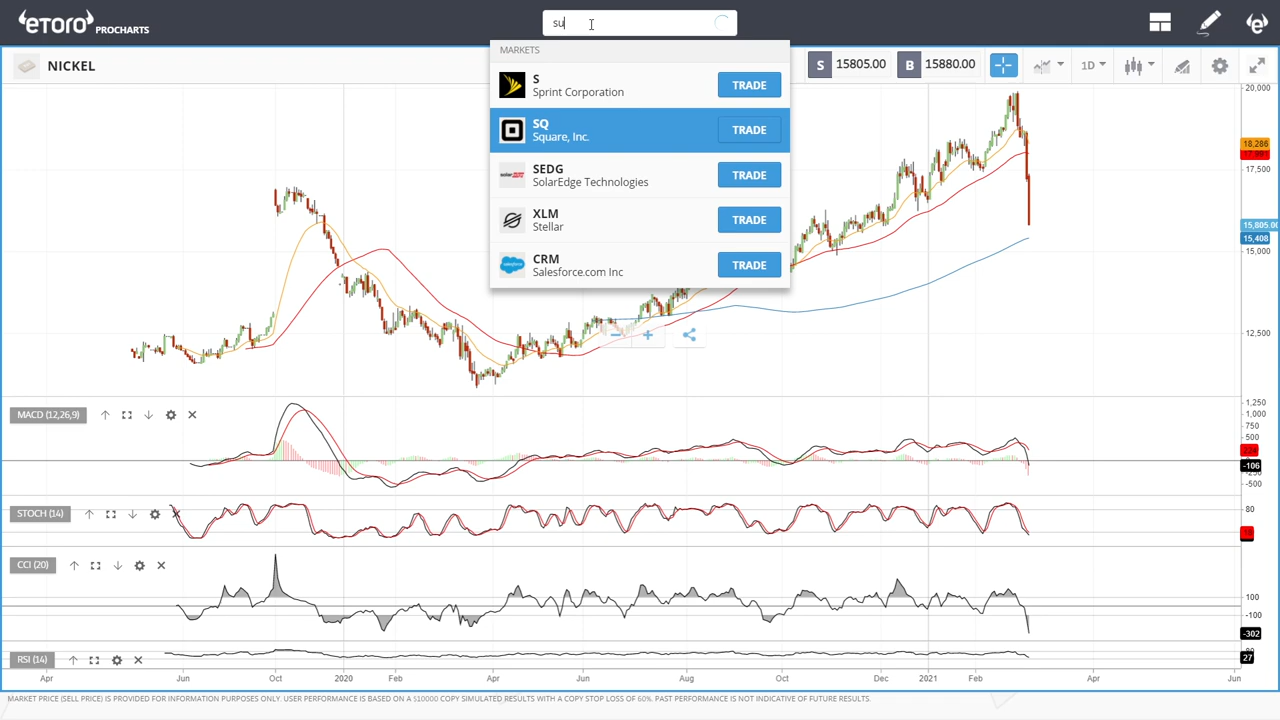 etoro PROCHARTS
su
MARKETS
S
Sprint Corporation
TRADE
SQ
Square, Inc.
TRADE
SEDG
SolarEdge Technologies
TRADE
XLM
Stellar
TRADE
CRM
Salesforce.com Inc
TRADE
NICKEL
S 15805.00 B 15880.00
1D
20,000
18,286
17,500
15,805.00
15,408
15,000
12,500
MACD (12,26,9)
1,250
1,000
750
500
-106
-500
STOCH (14)
80
CCI (20)
100
-100
-302
RSI (14)
27
Apr Jun Oct 2020 Feb Apr Jun Aug Oct Dec 2021 Feb Apr Jun
MARKET PRICE (SELL PRICE) IS PROVIDED FOR INFORMATION PURPOSES ONLY. USER PERFORMANCE IS BASED ON A $10000 COPY SIMULATED RESULTS WITH A COPY STOP LOSS OF 60%. PAST PERFORMANCE IS NOT INDICATIVE OF FUTURE RESULTS.